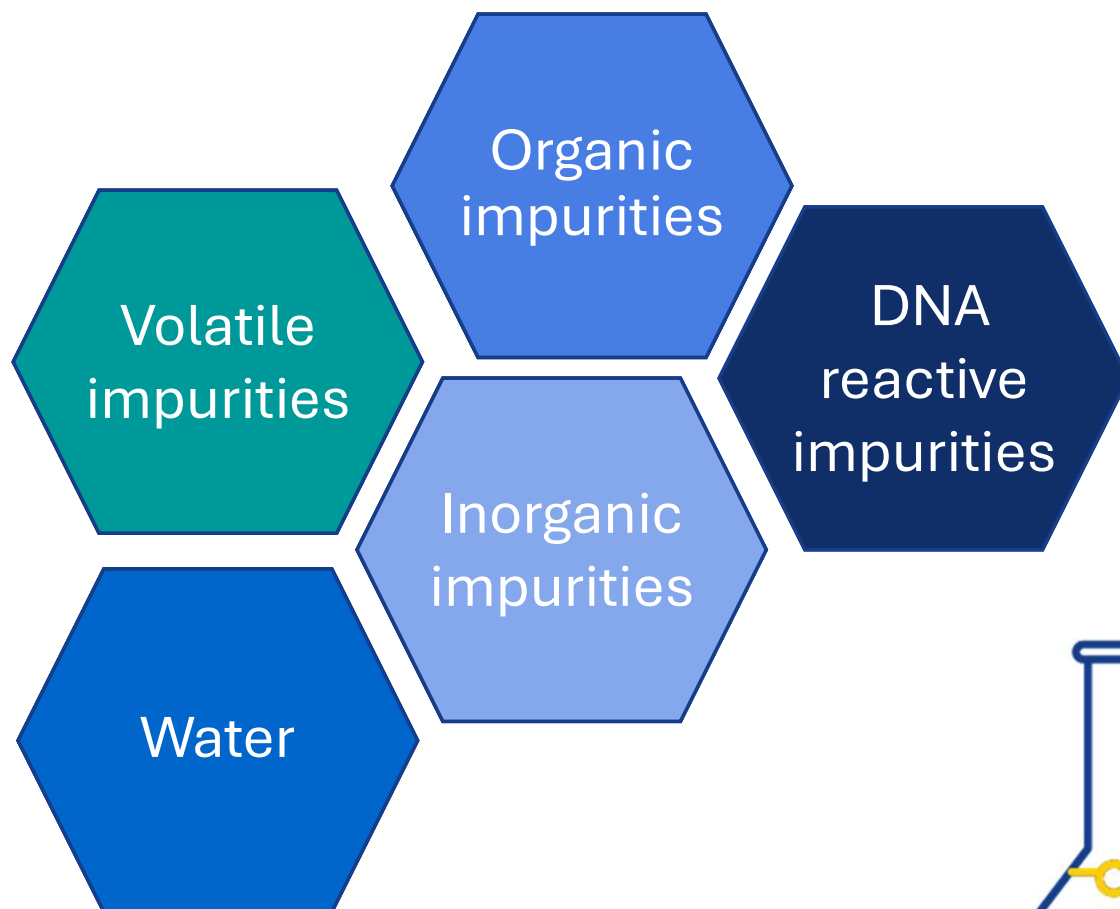 Organic
impurities
Volatile
impurities
DNA
reactive
impurities
Inorganic
impurities
Water